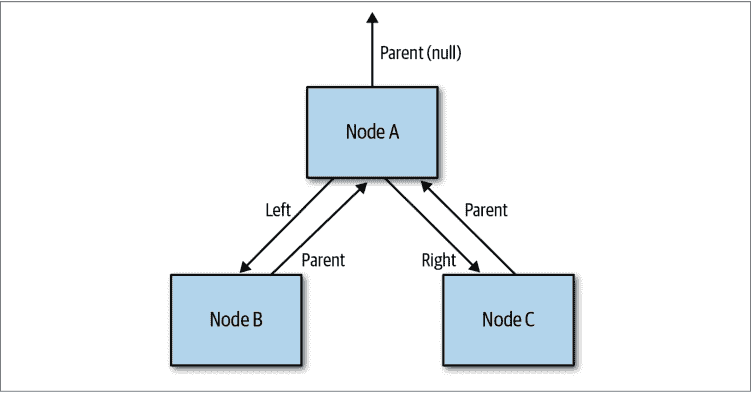 Parent (null)
Node A
Left
Parent
Parent
Right
Node B
Node C